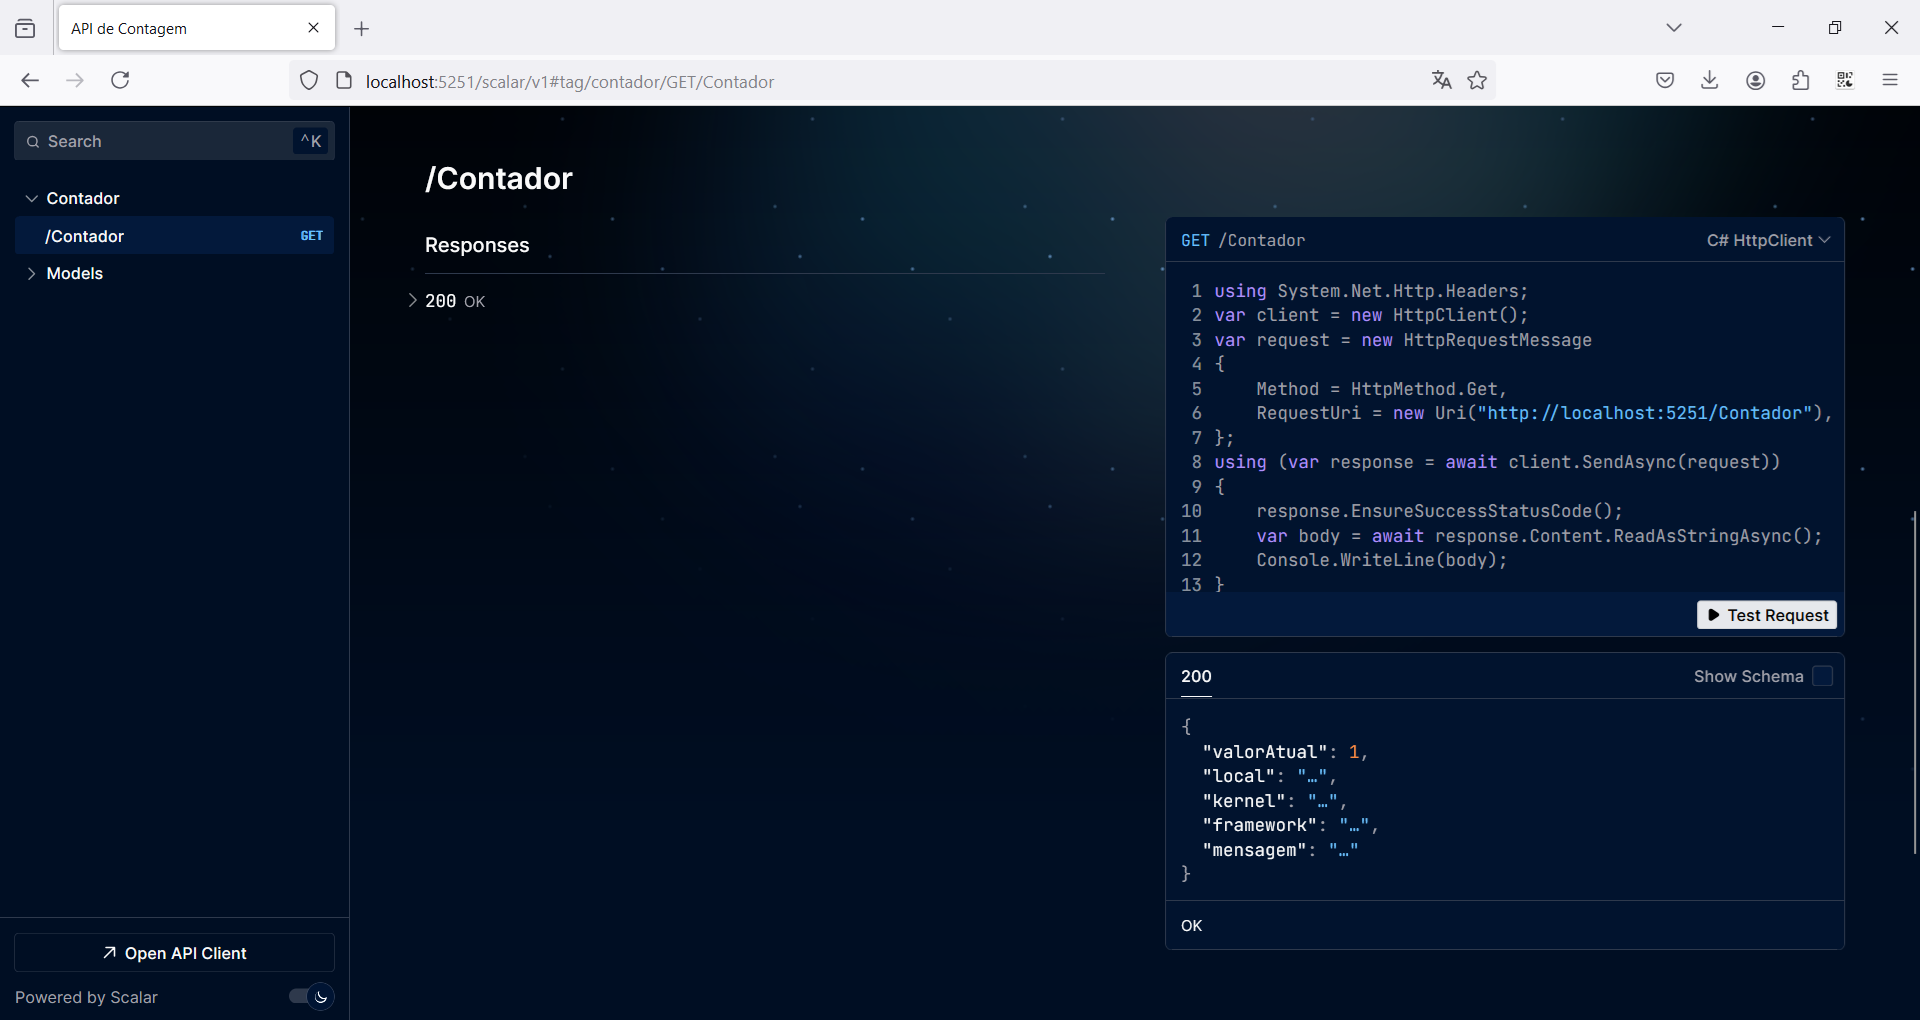 API de Contagem
localhost:5251/scalar/v1#tag/contador/GET/Contador
Search
^K
Contador
/Contador GET
Models
Open API Client
Powered by Scalar
/Contador
Responses
200 OK
GET /Contador
C# HttpClient
1 using System.Net.Http.Headers;
2 var client = new HttpClient();
3 var request = new HttpRequestMessage
4 {
5 Method = HttpMethod.Get,
6 RequestUri = new Uri("http://localhost:5251/Contador"),
7 };
8 using (var response = await client.SendAsync(request))
9 {
10 response.EnsureSuccessStatusCode();
11 var body = await response.Content.ReadAsStringAsync();
12 Console.WriteLine(body);
13 }
Test Request
200
Show Schema
{
"valorAtual": 1,
"local": "…",
"kernel": "…",
"framework": "…",
"mensagem": "…"
}
OK